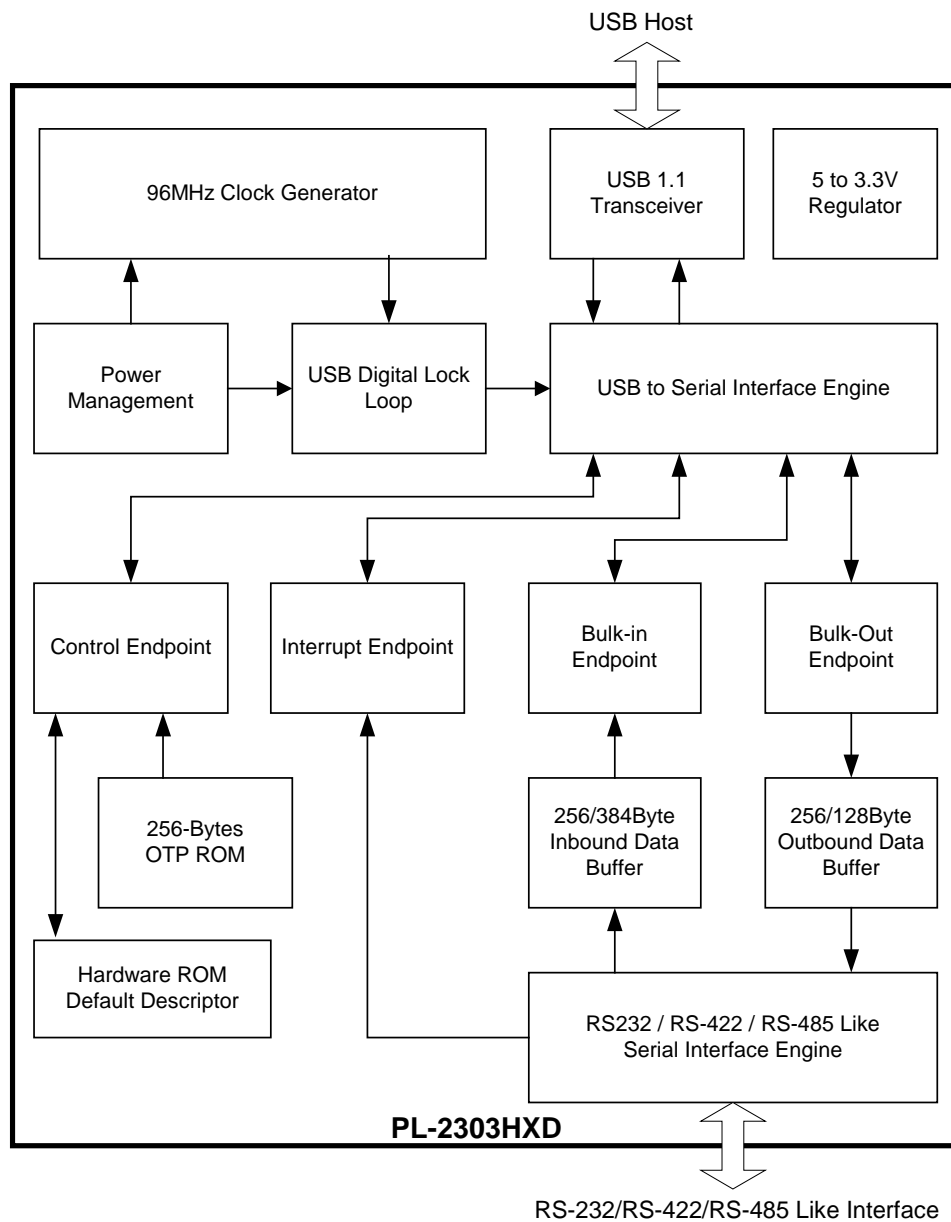 USB Host
96MHz Clock Generator
USB 1.1
Transceiver
5 to 3.3V
Regulator
Power
Management
USB Digital Lock
Loop
USB to Serial Interface Engine
Control Endpoint
Interrupt Endpoint
Bulk-in
Endpoint
Bulk-Out
Endpoint
256-Bytes
OTP ROM
256/384Byte
Inbound Data
Buffer
256/128Byte
Outbound Data
Buffer
Hardware ROM
Default Descriptor
RS232 / RS-422 / RS-485 Like
Serial Interface Engine
PL-2303HXD
RS-232/RS-422/RS-485 Like Interface